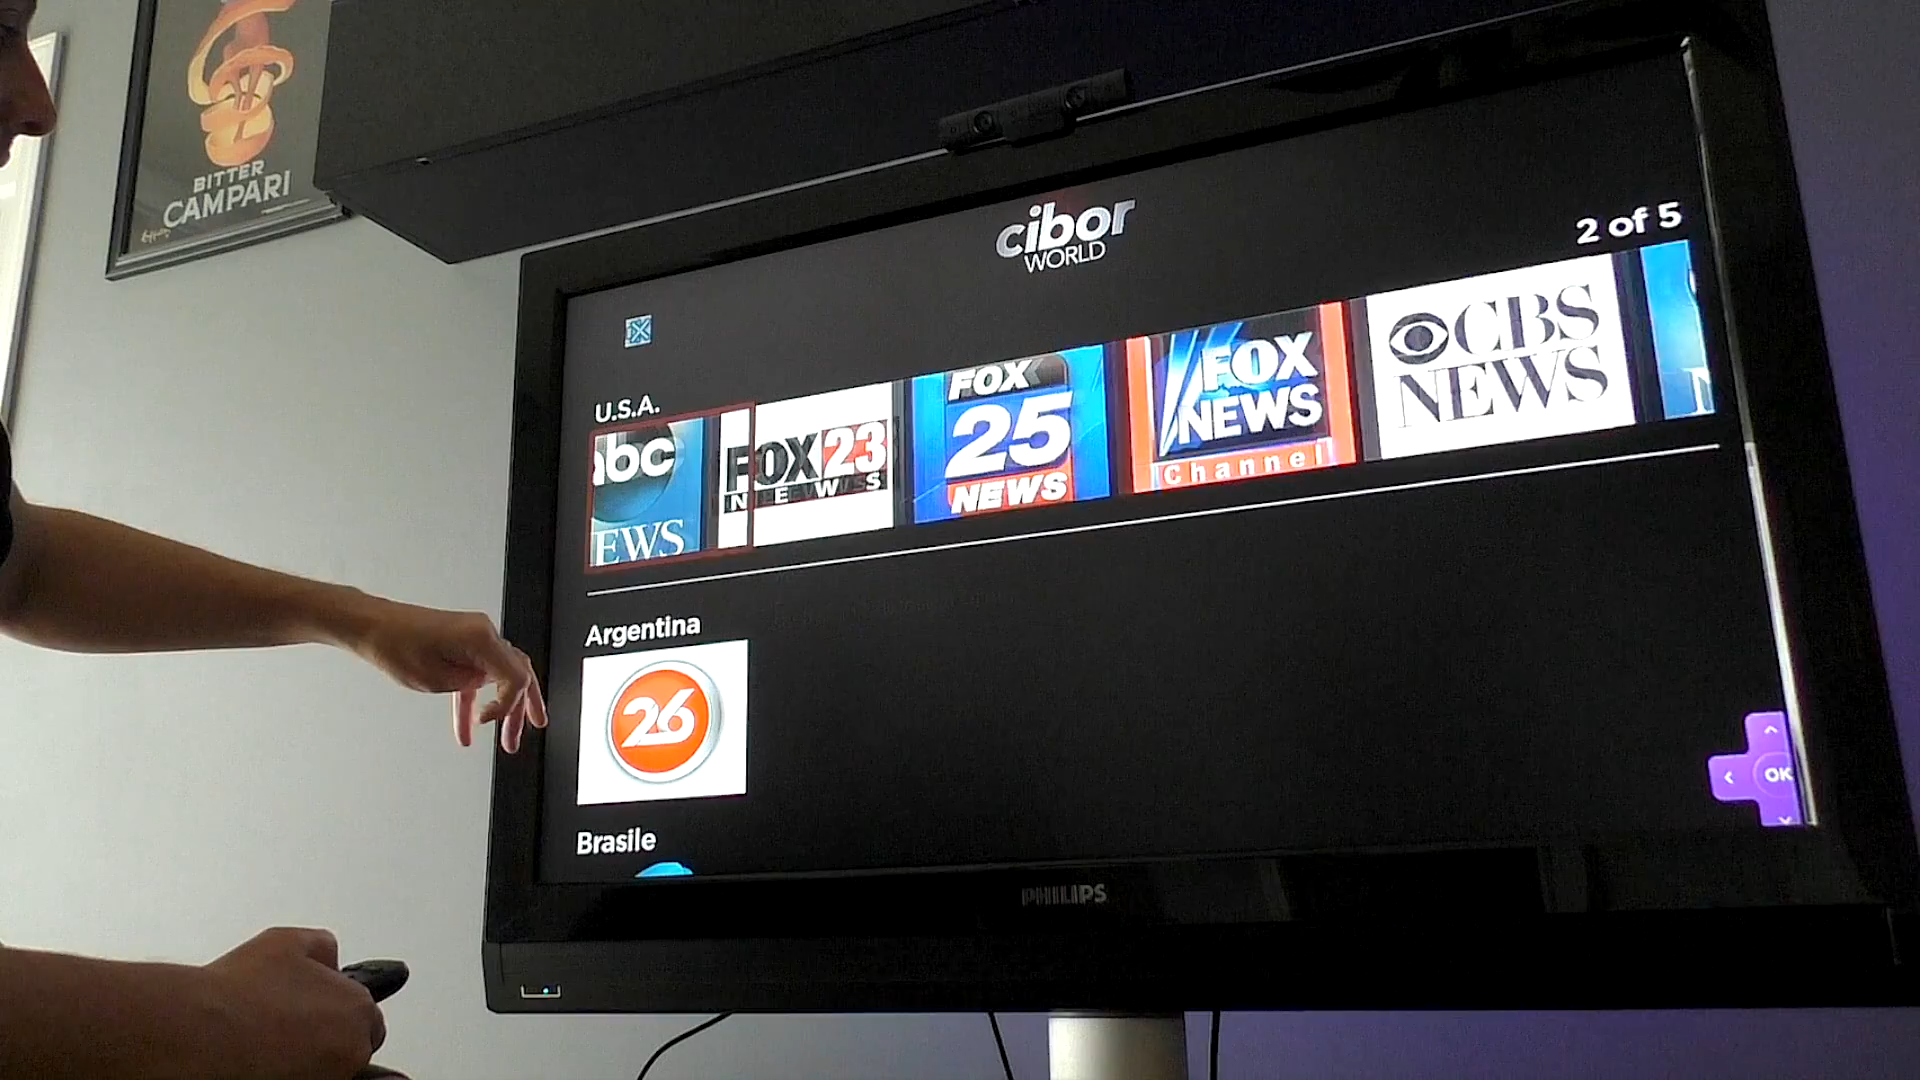 BITTER
CAMPARI
cibor
WORLD
2 of 5
U.S.A.
abc
EWS
FOX23
NEWS
FOX
25
NEWS
FOX
NEWS
Channel
CBS
NEWS
N
Argentina
26
Brasile
OK
PHILIPS